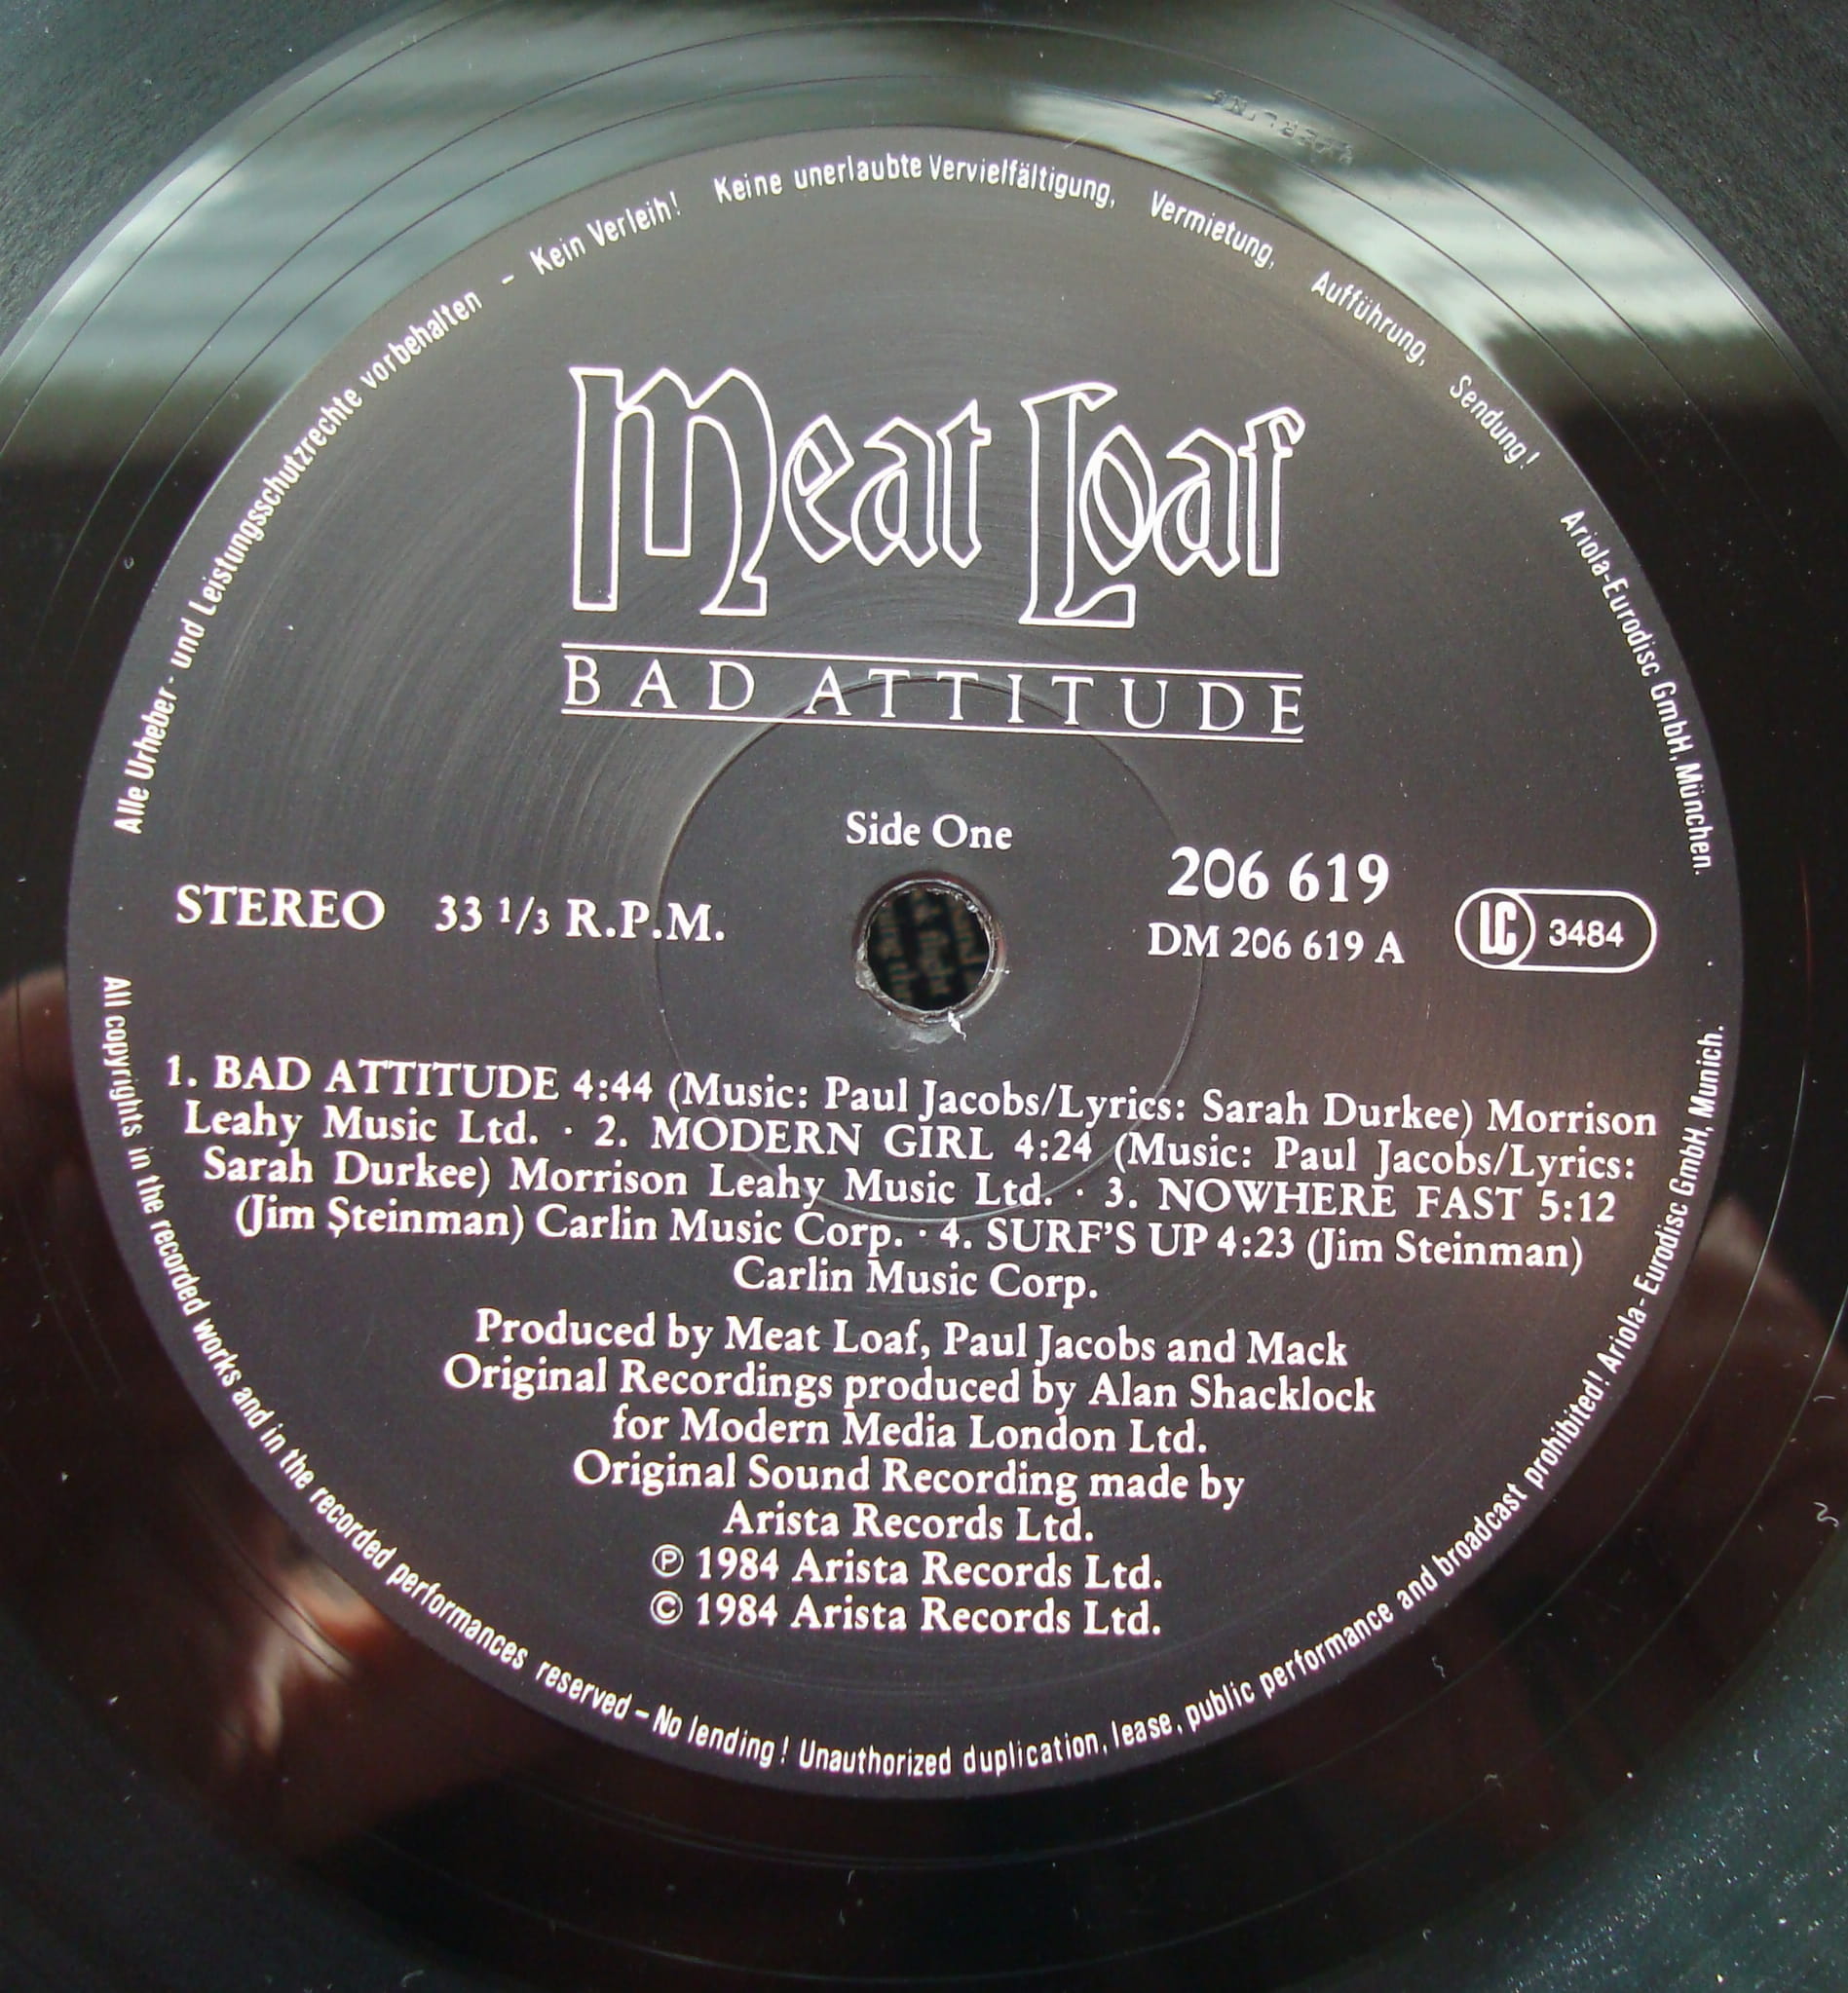 Alle Urheber- und Leistungsschutzrechte vorbehalten – Kein Verleih! Keine unerlaubte Vervielfältigung, Vermietung, Aufführung, Sendung! Ariola-Eurodisc GmbH, München.
Meat Loaf
BAD ATTITUDE
Side One
STEREO 33 1/3 R.P.M.
206 619
DM 206 619 A
LC 3484
1. BAD ATTITUDE 4:44 (Music: Paul Jacobs/Lyrics: Sarah Durkee) Morrison
Leahy Music Ltd. · 2. MODERN GIRL 4:24 (Music: Paul Jacobs/Lyrics:
Sarah Durkee) Morrison Leahy Music Ltd. · 3. NOWHERE FAST 5:12
(Jim Steinman) Carlin Music Corp. · 4. SURF'S UP 4:23 (Jim Steinman)
Carlin Music Corp.
Produced by Meat Loaf, Paul Jacobs and Mack
Original Recordings produced by Alan Shacklock
for Modern Media London Ltd.
Original Sound Recording made by
Arista Records Ltd.
℗ 1984 Arista Records Ltd.
© 1984 Arista Records Ltd.
All copyrights in the recorded works and in the recorded performances reserved – No lending! Unauthorized duplication, lease, public performance and broadcast prohibited! Ariola-Eurodisc GmbH, Munich.